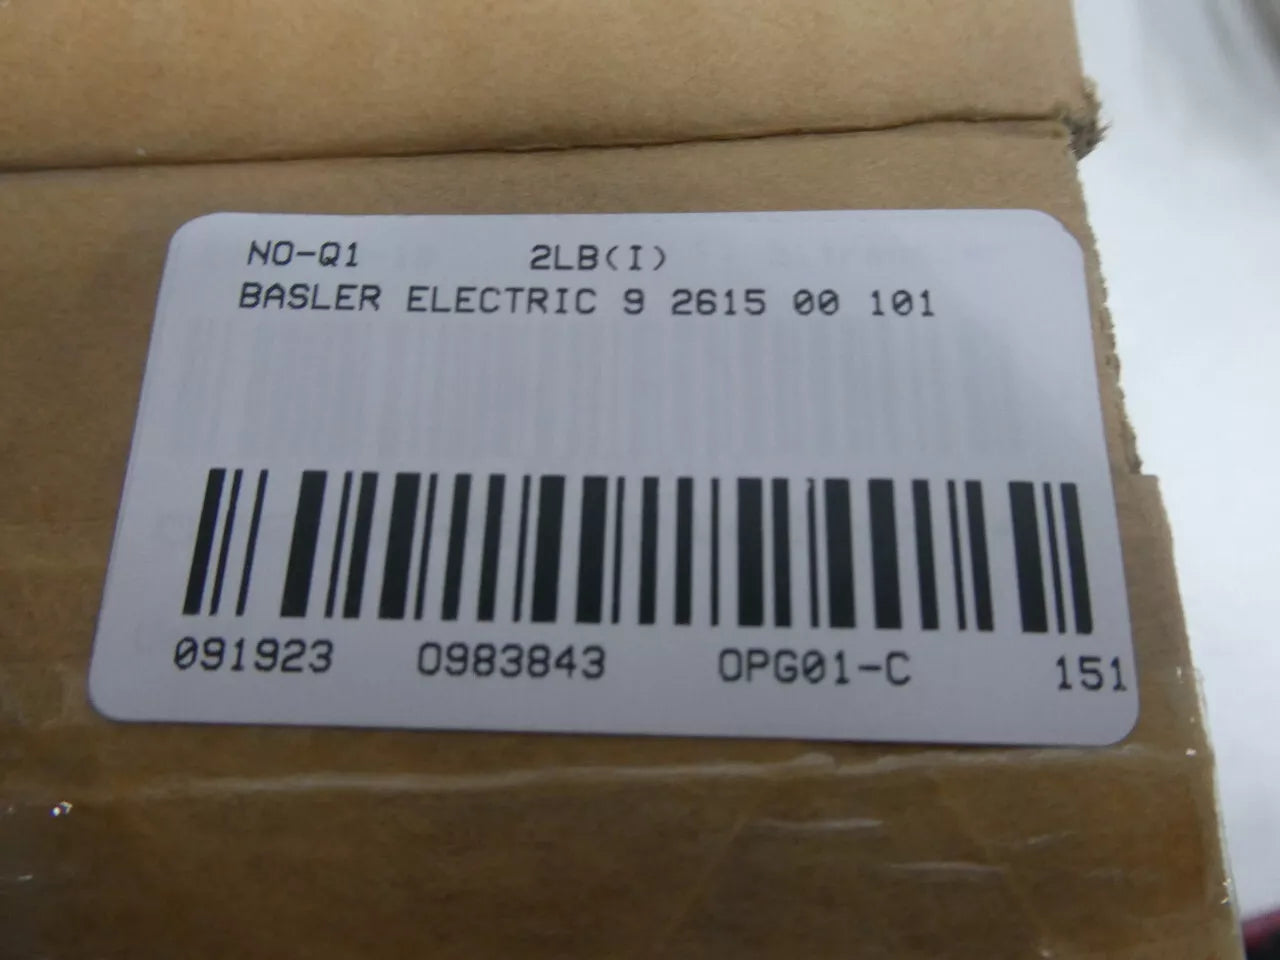 NO-Q1 2LB(I)
BASLER ELECTRIC 9 2615 00 101
091923 0983843 OPG01-C 151